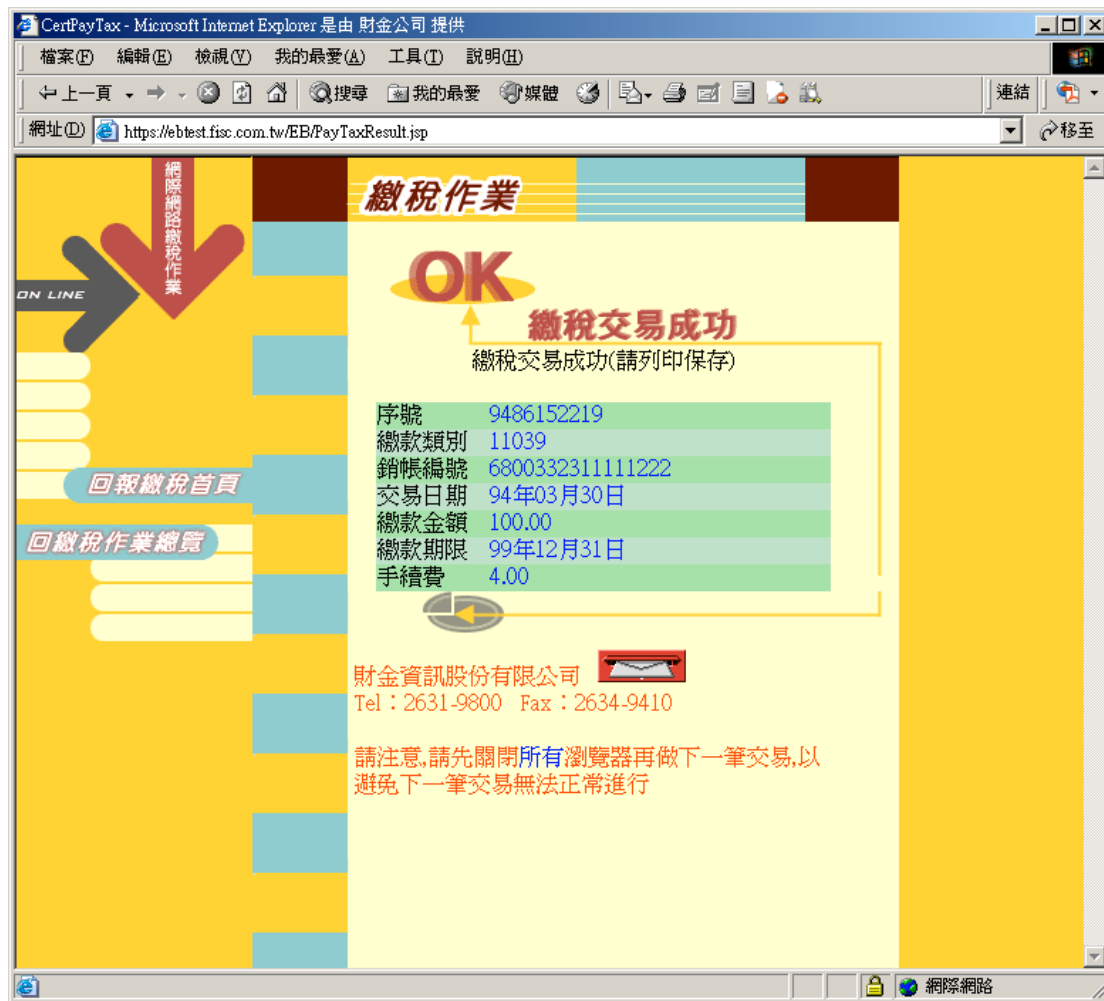 CertPayTax - Microsoft Internet Explorer 是由 財金公司 提供
檔案(F) 編輯(E) 檢視(V) 我的最愛(A) 工具(T) 說明(H)
上一頁 搜尋 我的最愛 媒體 連結
網址(D) https://ebtest.fisc.com.tw/EB/PayTaxResult.jsp 移至
網際網路繳稅作業
ON LINE
回報繳稅首頁
回繳稅作業總覽
繳稅作業
OK
繳稅交易成功
繳稅交易成功(請列印保存)
序號 9486152219
繳款類別 11039
銷帳編號 6800332311111222
交易日期 94年03月30日
繳款金額 100.00
繳款期限 99年12月31日
手續費 4.00
財金資訊股份有限公司
Tel：2631-9800 Fax：2634-9410
請注意,請先關閉所有瀏覽器再做下一筆交易,以
避免下一筆交易無法正常進行
網際網路